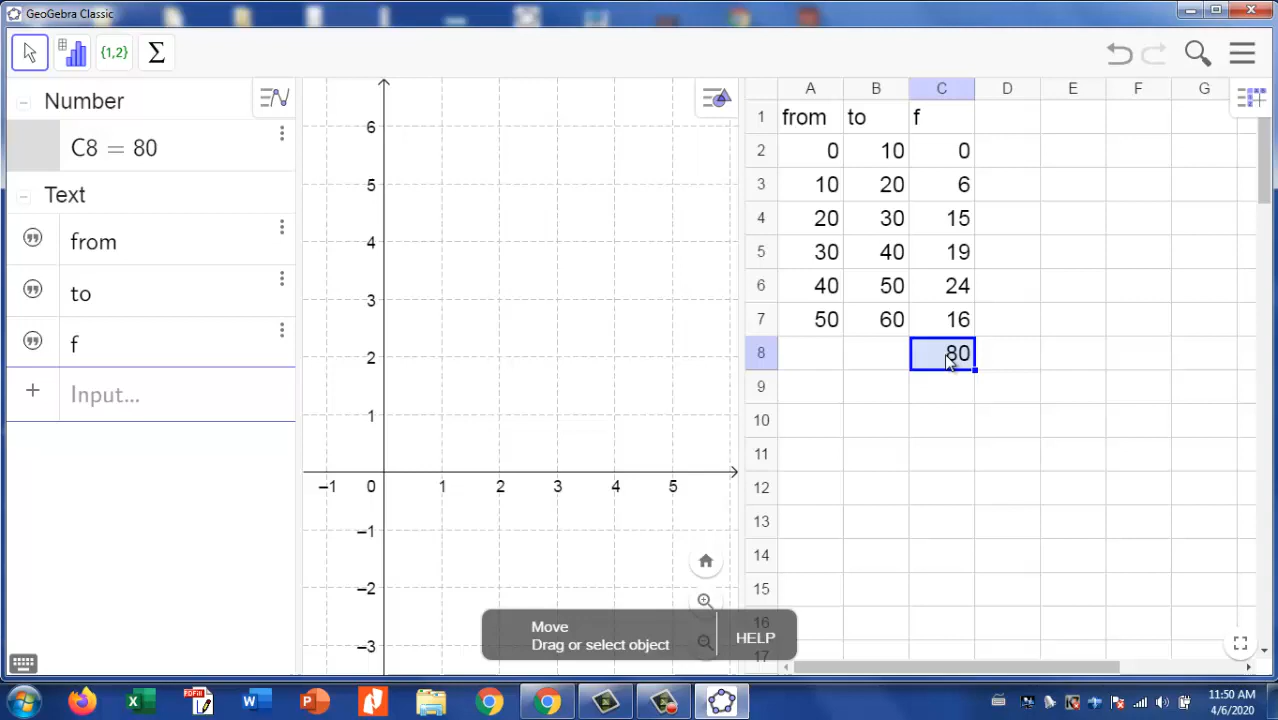 GeoGebra Classic
{1,2} Σ
Number
C8 = 80
Text
from
to
f
Input...
6
5
4
3
2
1
−1 0 1 2 3 4 5
−1
−2
−3
A B C D E F G
1 from to f
2 0 10 0
3 10 20 6
4 20 30 15
5 30 40 19
6 40 50 24
7 50 60 16
8 80
9
10
11
12
13
14
15
16
17
Move
Drag or select object
HELP
11:50 AM
4/6/2020